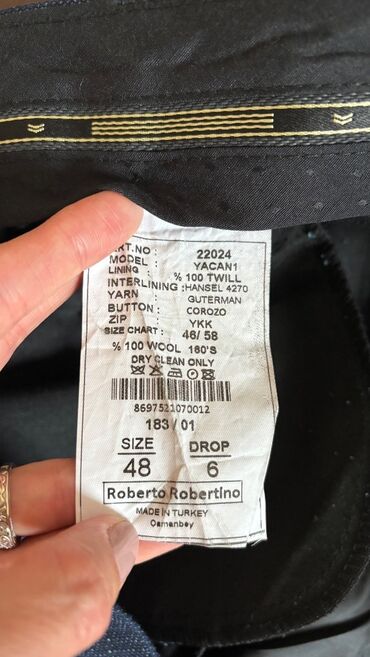 ART.NO : 22024
MODEL YACAN1
LINING : % 100 TWILL
INTERLINING : HANSEL 4270
YARN : GUTERMAN
BUTTON : COROZO
ZIP : YKK
SIZE CHART : 46/ 58
% 100 WOOL 160'S
DRY CLEAN ONLY
8697521070012
183 / 01
SIZE DROP
48 6
Roberto Robertino
MADE IN TURKEY
Osmanbey